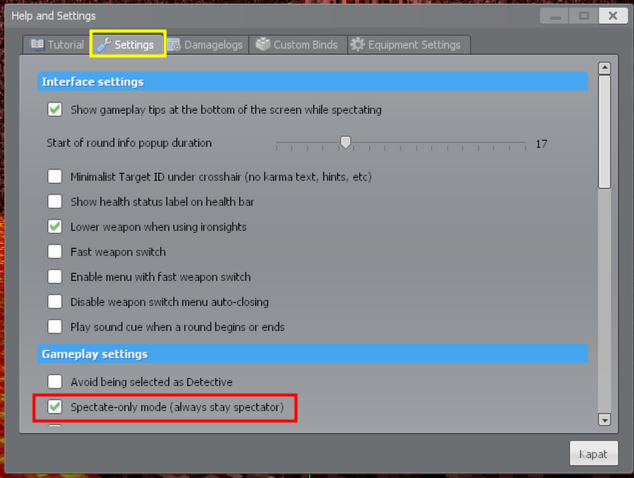 Help and Settings
Tutorial Settings Damagelogs Custom Binds Equipment Settings
Interface settings
Show gameplay tips at the bottom of the screen while spectating
Start of round info popup duration 17
Minimalist Target ID under crosshair (no karma text, hints, etc)
Show health status label on health bar
Lower weapon when using ironsights
Fast weapon switch
Enable menu with fast weapon switch
Disable weapon switch menu auto-closing
Play sound cue when a round begins or ends
Gameplay settings
Avoid being selected as Detective
Spectate-only mode (always stay spectator)
Kapat